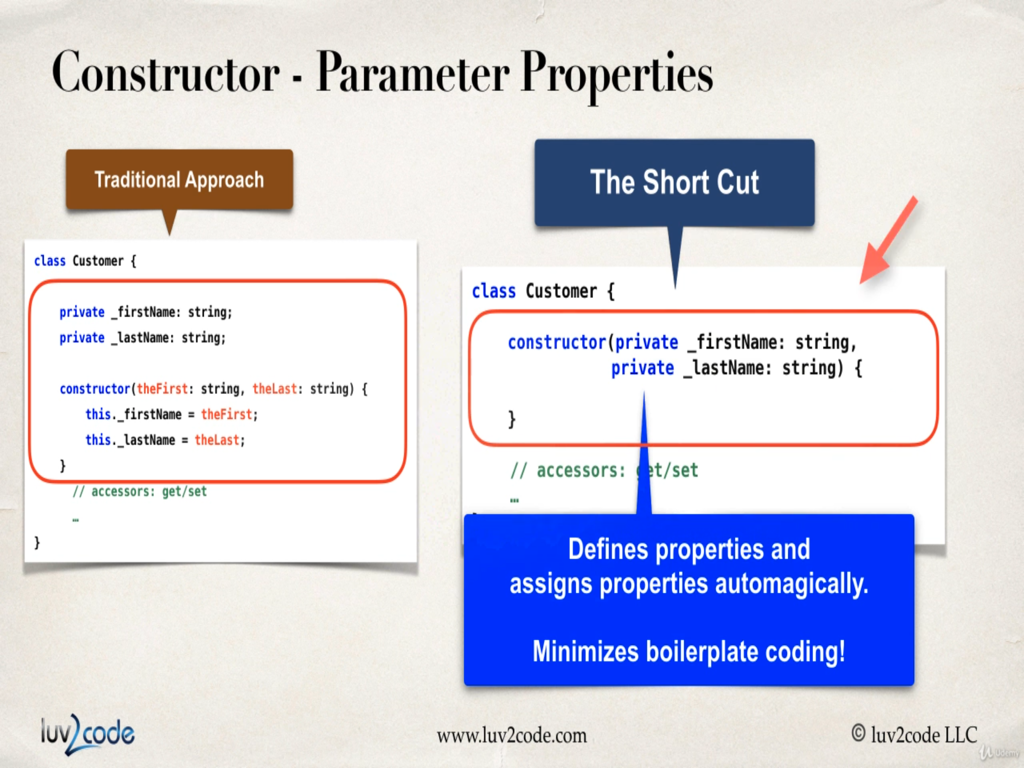 Constructor - Parameter Properties
Traditional Approach
class Customer {
private _firstName: string;
private _lastName: string;
constructor(theFirst: string, theLast: string) {
this._firstName = theFirst;
this._lastName = theLast;
}
// accessors: get/set
…
}
The Short Cut
class Customer {
constructor(private _firstName: string,
private _lastName: string) {
}
// accessors: get/set
…
Defines properties and
assigns properties automagically.
Minimizes boilerplate coding!
luv2code
www.luv2code.com
© luv2code LLC
Udemy